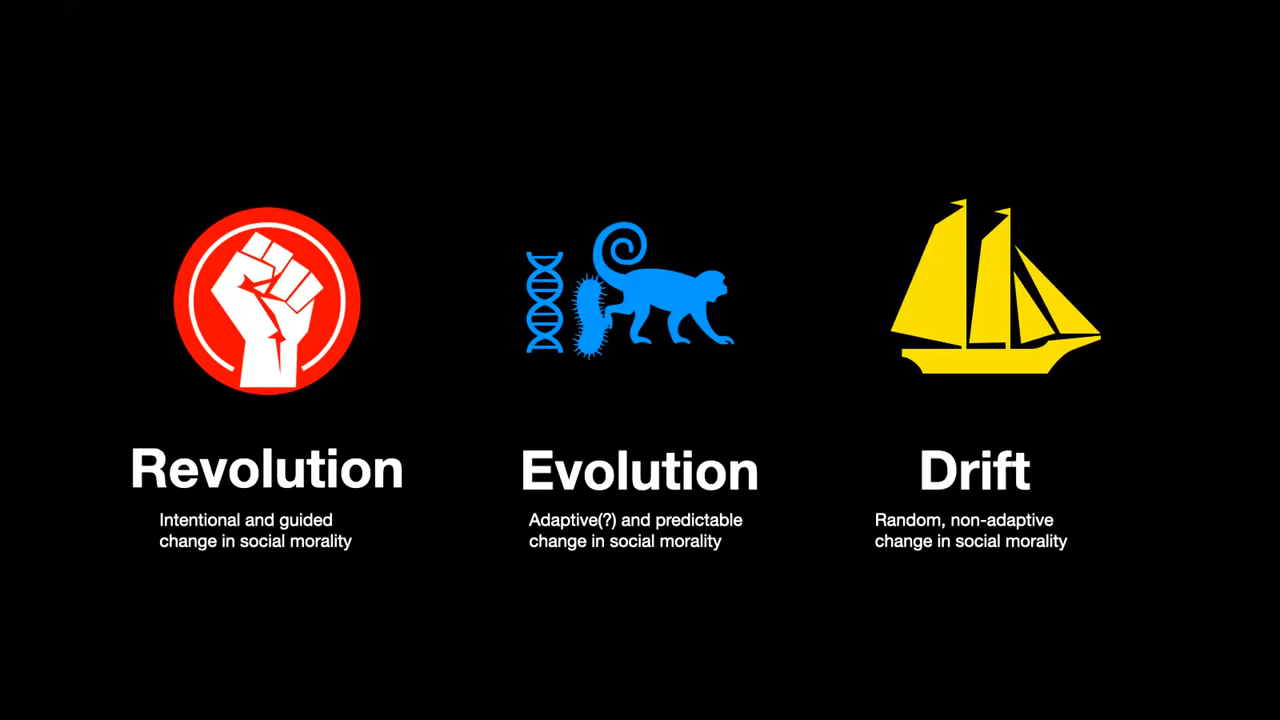 Revolution
Intentional and guided
change in social morality
Evolution
Adaptive(?) and predictable
change in social morality
Drift
Random, non-adaptive
change in social morality